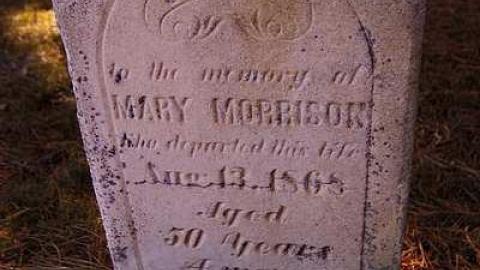 to the memory of
MARY MORRISON
Who departed this life
Aug. 13, 1868
Aged
50 Years